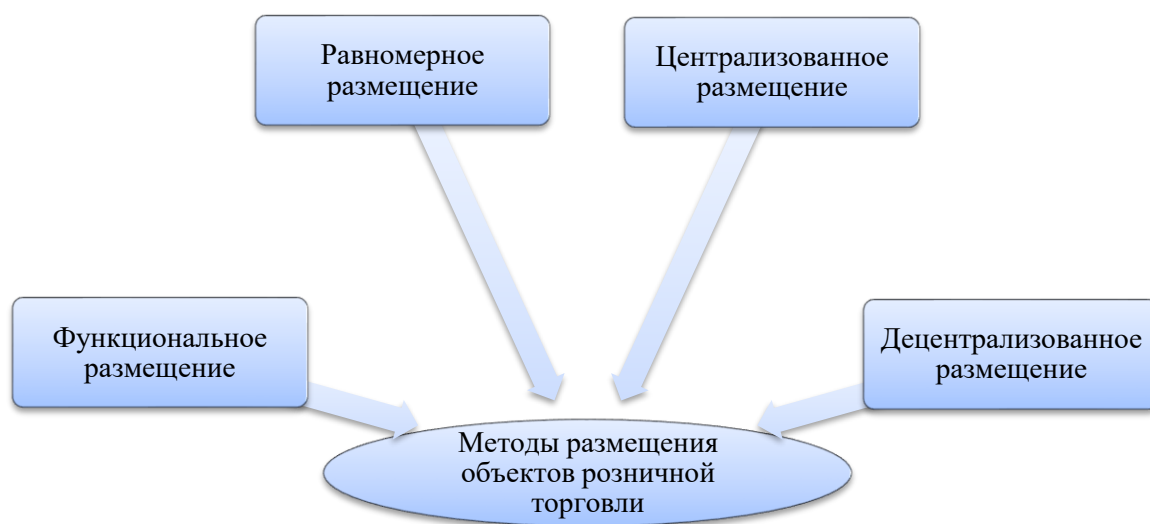 Равномерное
размещение
Централизованное
размещение
Функциональное
размещение
Децентрализованное
размещение
Методы размещения
объектов розничной
торговли